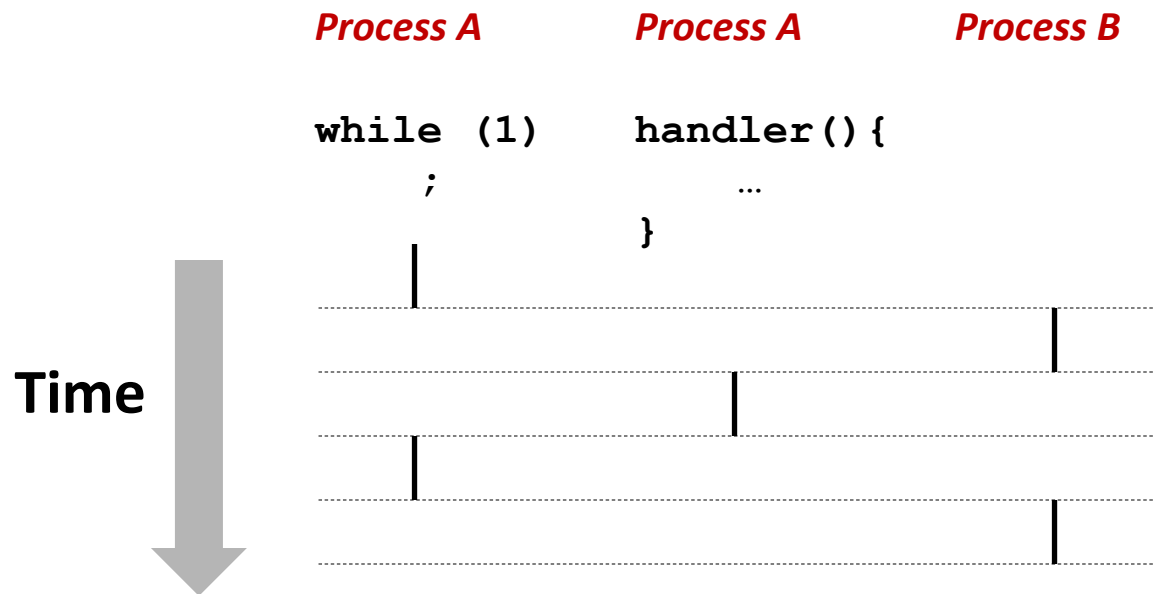 Process A Process A Process B
while (1) handler(){
; …
}
Time